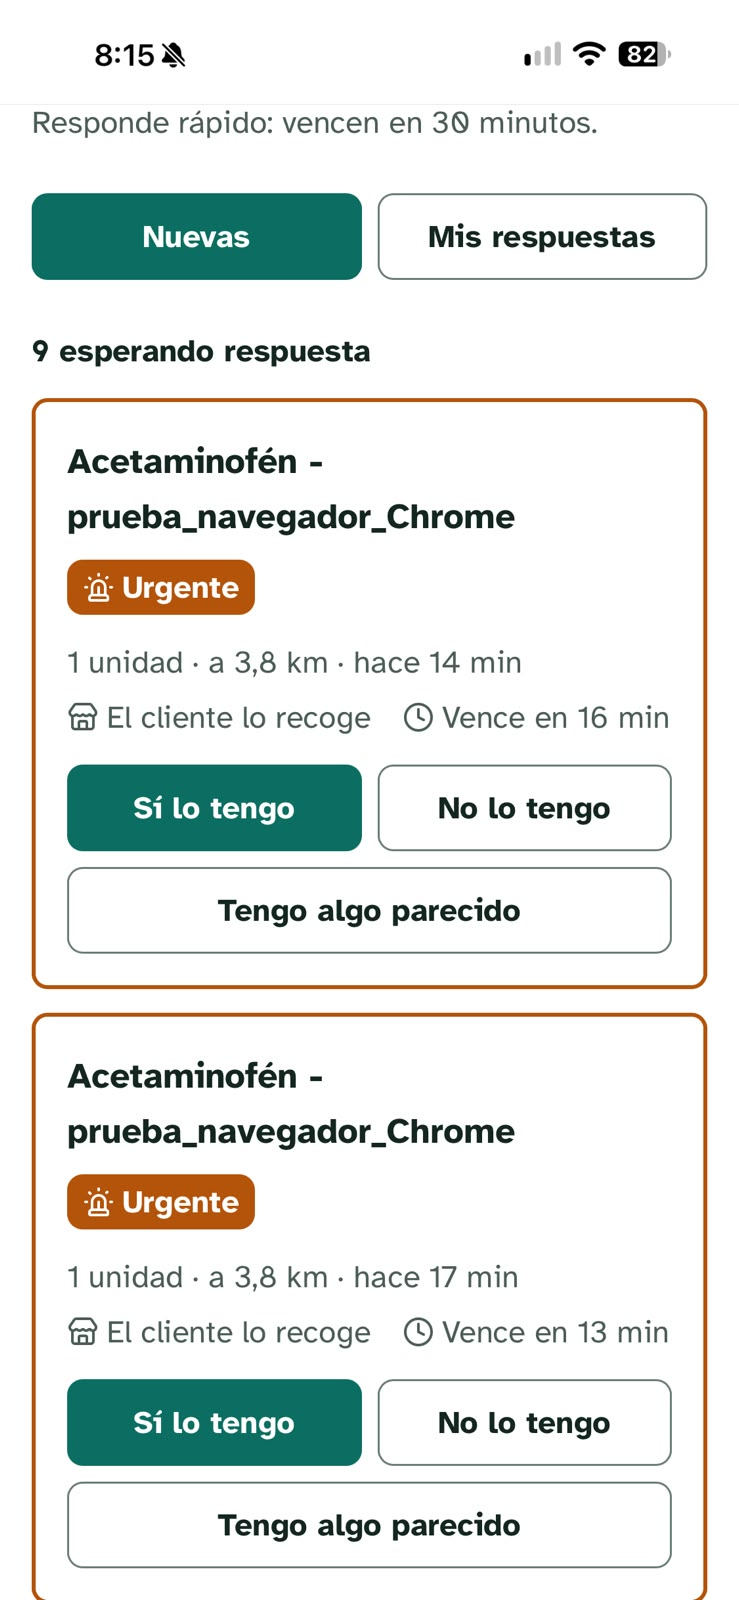 8:15
82
Responde rápido: vencen en 30 minutos.
Nuevas
Mis respuestas
9 esperando respuesta
Acetaminofén -
prueba_navegador_Chrome
Urgente
1 unidad · a 3,8 km · hace 14 min
El cliente lo recoge
Vence en 16 min
Sí lo tengo
No lo tengo
Tengo algo parecido
Acetaminofén -
prueba_navegador_Chrome
Urgente
1 unidad · a 3,8 km · hace 17 min
El cliente lo recoge
Vence en 13 min
Sí lo tengo
No lo tengo
Tengo algo parecido